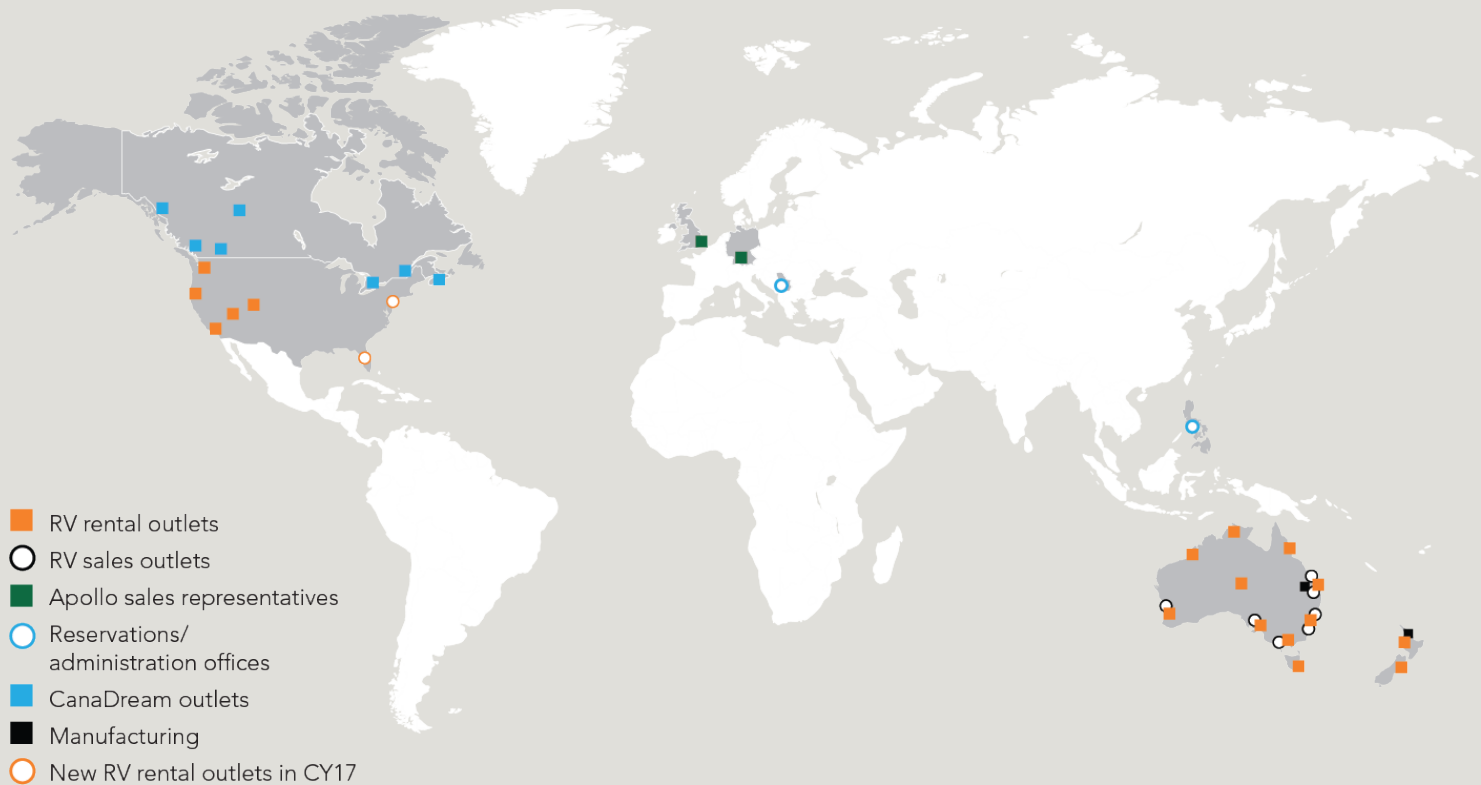 RV rental outlets
RV sales outlets
Apollo sales representatives
Reservations/
administration offices
CanaDream outlets
Manufacturing
New RV rental outlets in CY17